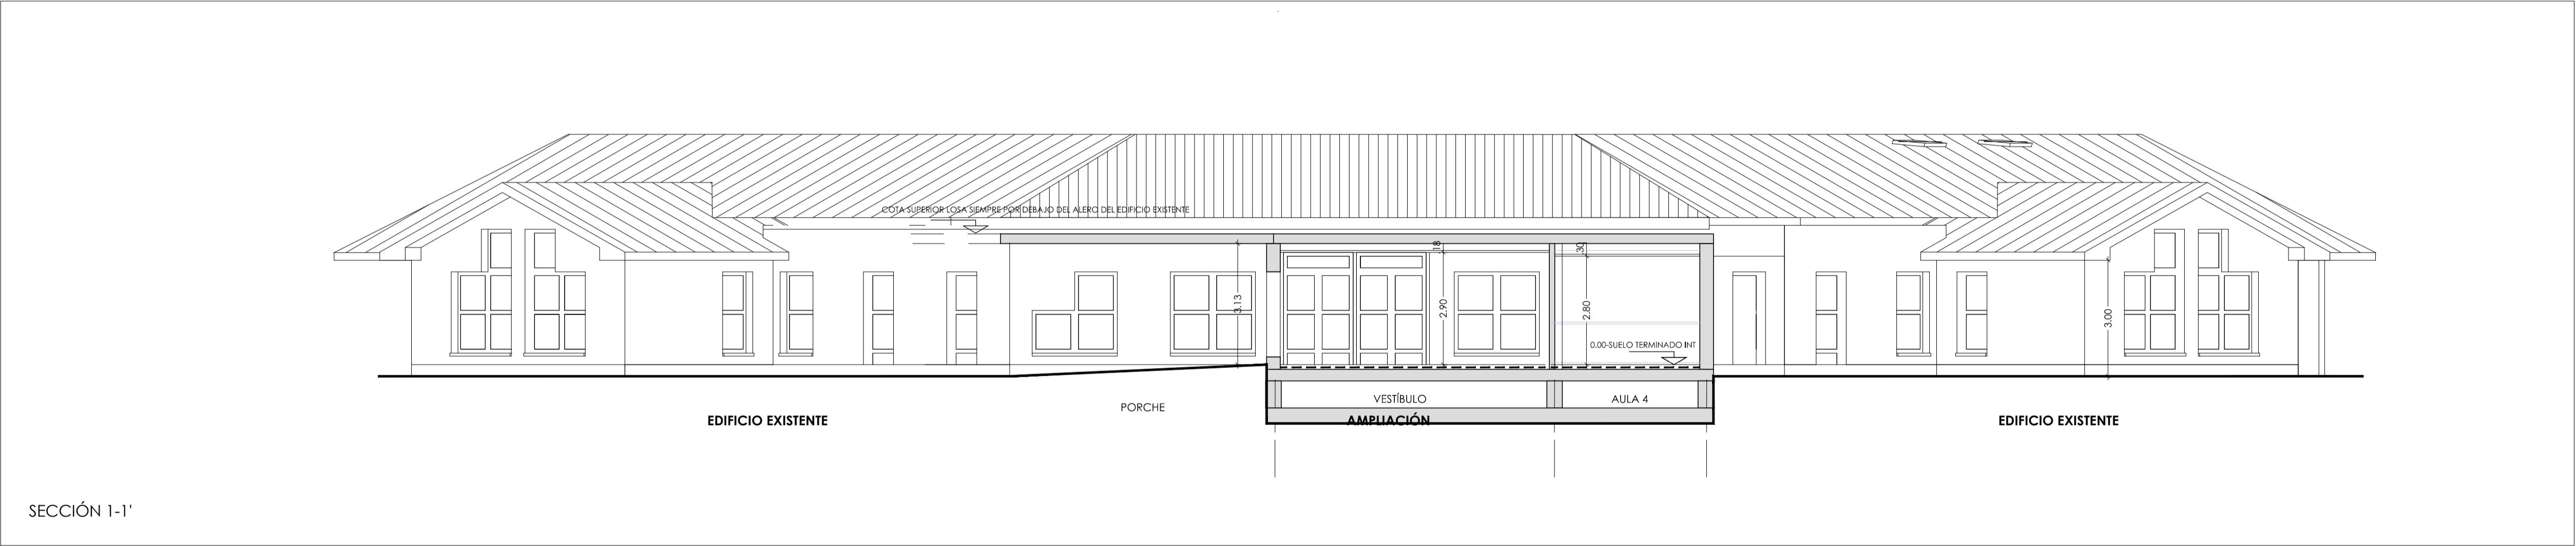 COTA SUPERIOR LOSA SIEMPRE POR DEBAJO DEL ALERO DEL EDIFICIO EXISTENTE
18
30
3.13
2.90
2.80
3.00
0.00-SUELO TERMINADO INT
PORCHE
VESTÍBULO
AULA 4
EDIFICIO EXISTENTE
AMPLIACIÓN
EDIFICIO EXISTENTE
SECCIÓN 1-1'